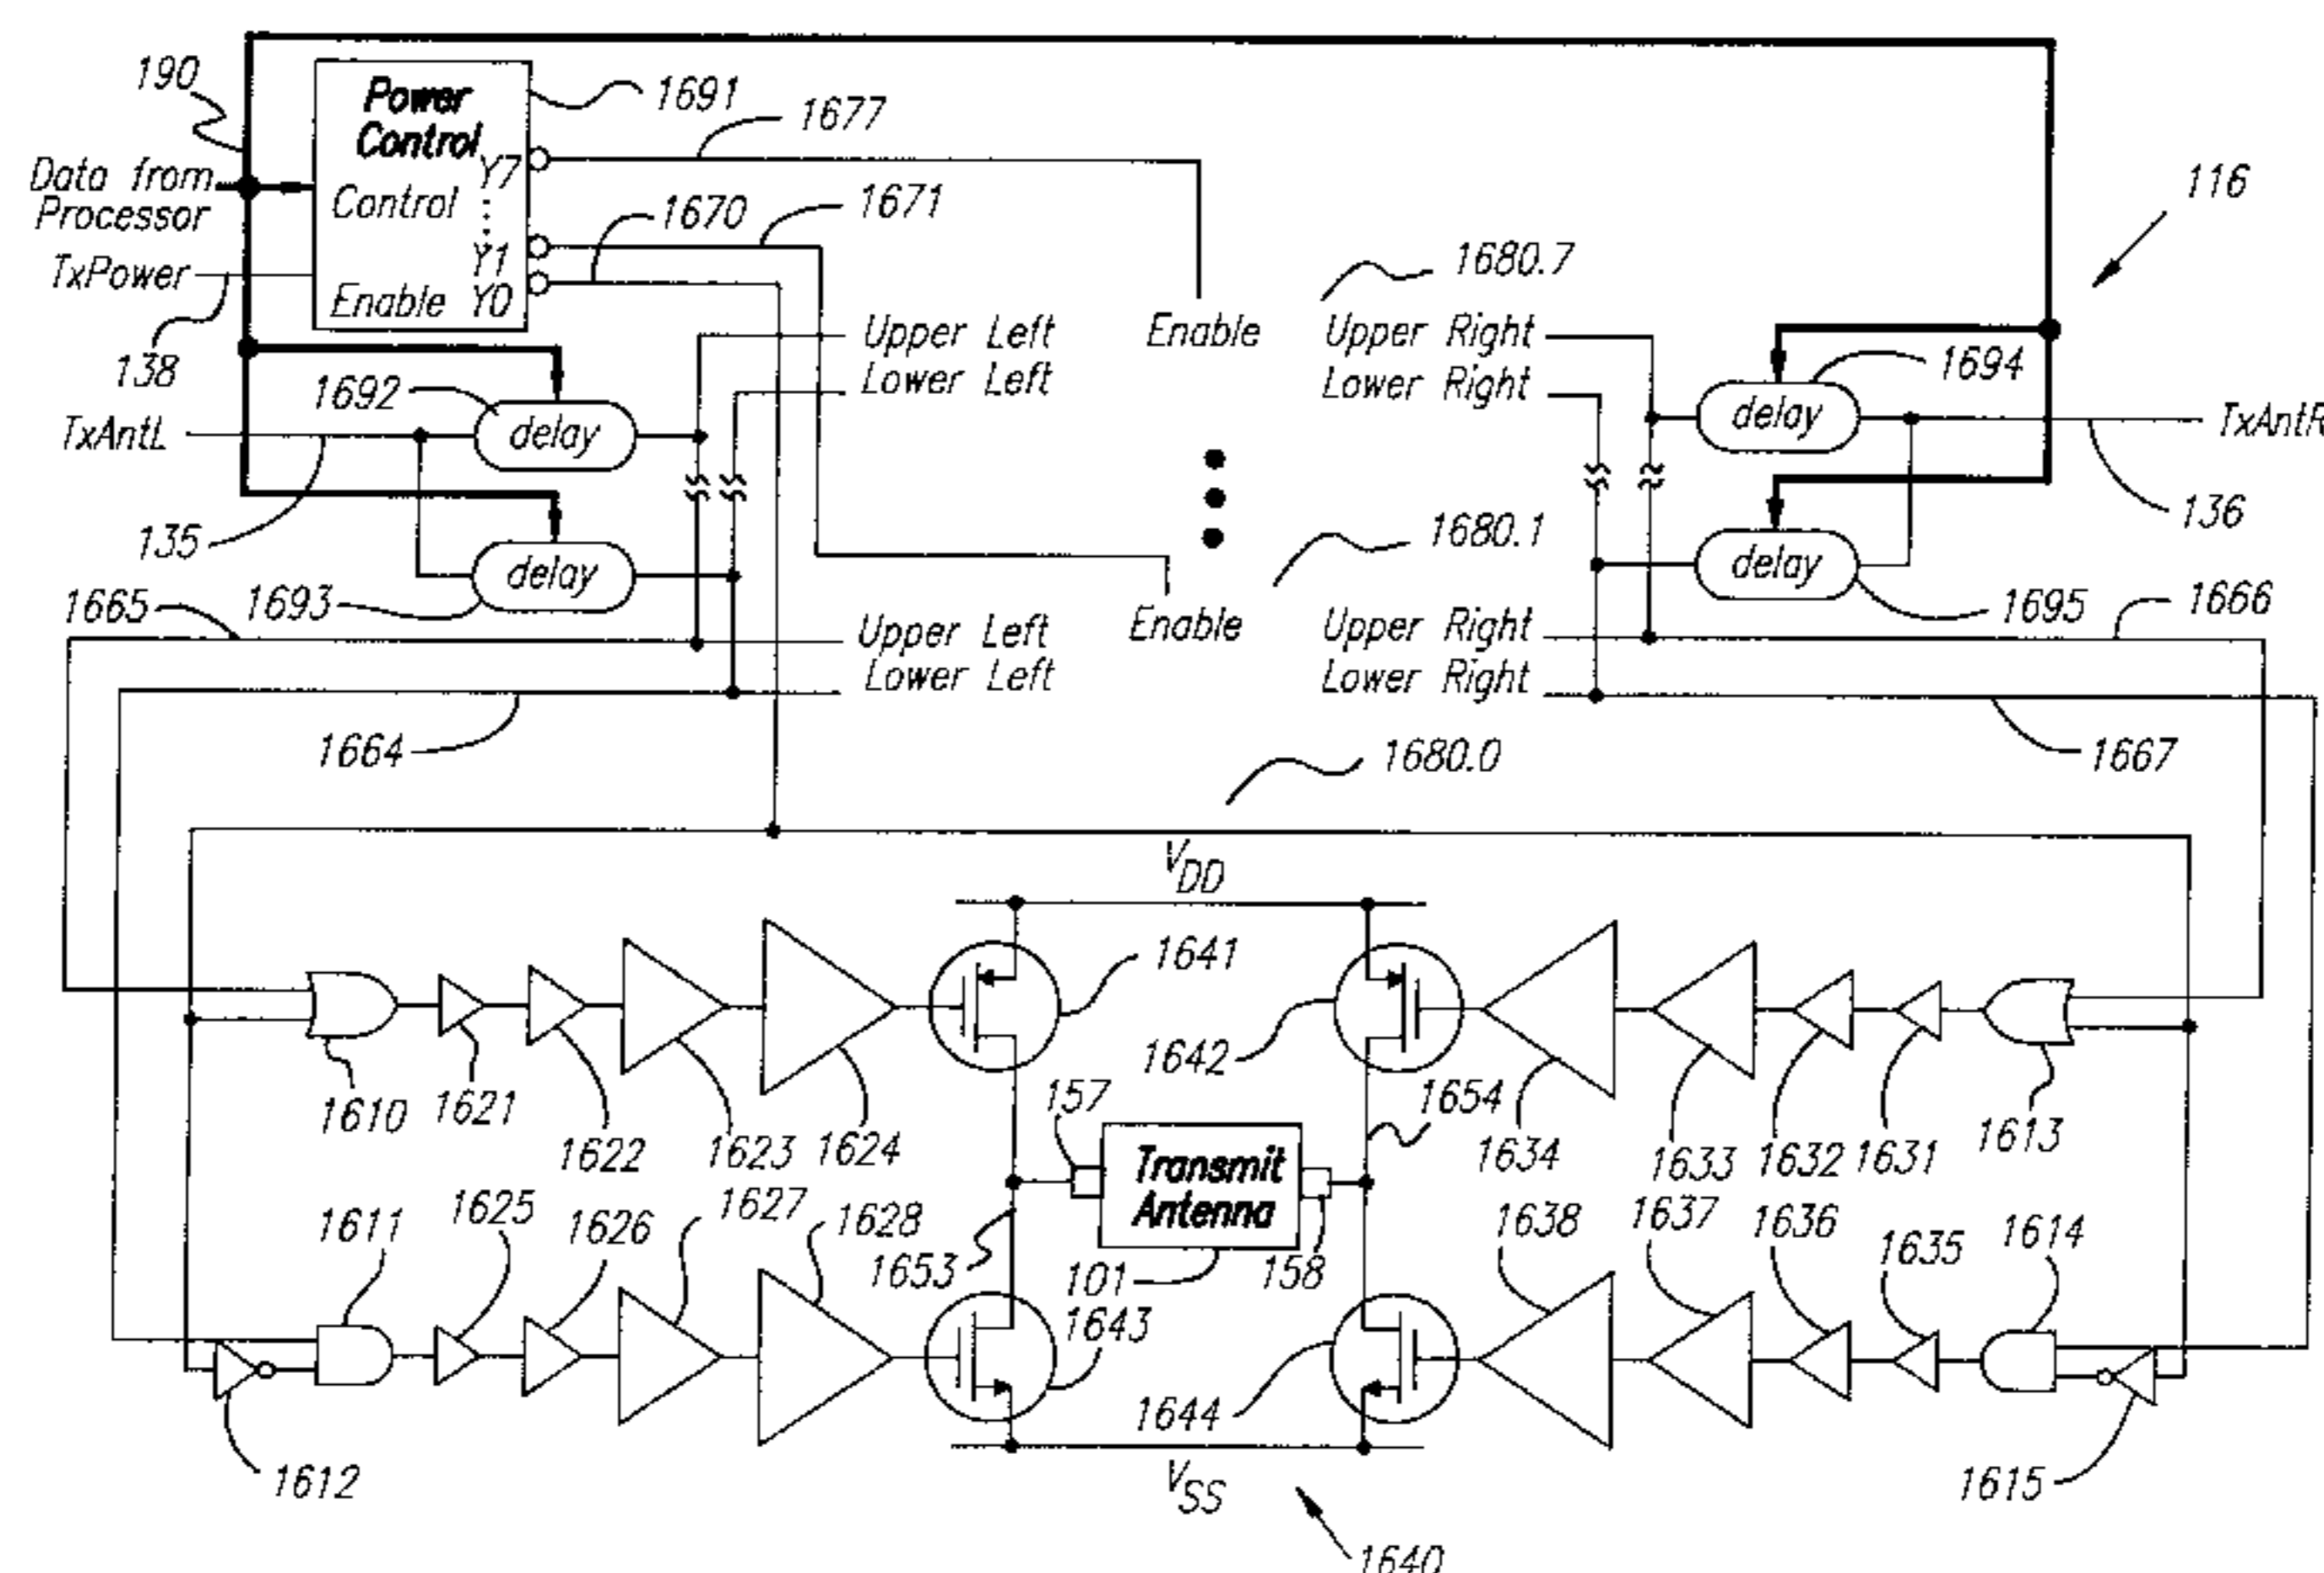 190
Power
Control
1691
1677
Y7
Data from
Processor
Control
1670
1671
116
Y1
TxPower
Enable Y0
1680.7
138
Upper Left
Lower Left
Enable
Upper Right
Lower Right
1694
1692
TxAntL
delay
delay
TxAntR
135
1680.1
136
1693
delay
delay
1695
1665
1666
Upper Left
Lower Left
Enable
Upper Right
Lower Right
1664
1680.0
1667
VDD
1641
1642
157
1654
1610
1621
1622
1623
1624
1634
1633
1632
1631
1613
Transmit
Antenna
1611
1625
1626
1627
1628
1653
101
158
1638
1637
1636
1635
1614
1643
1644
1612
VSS
1615
1640